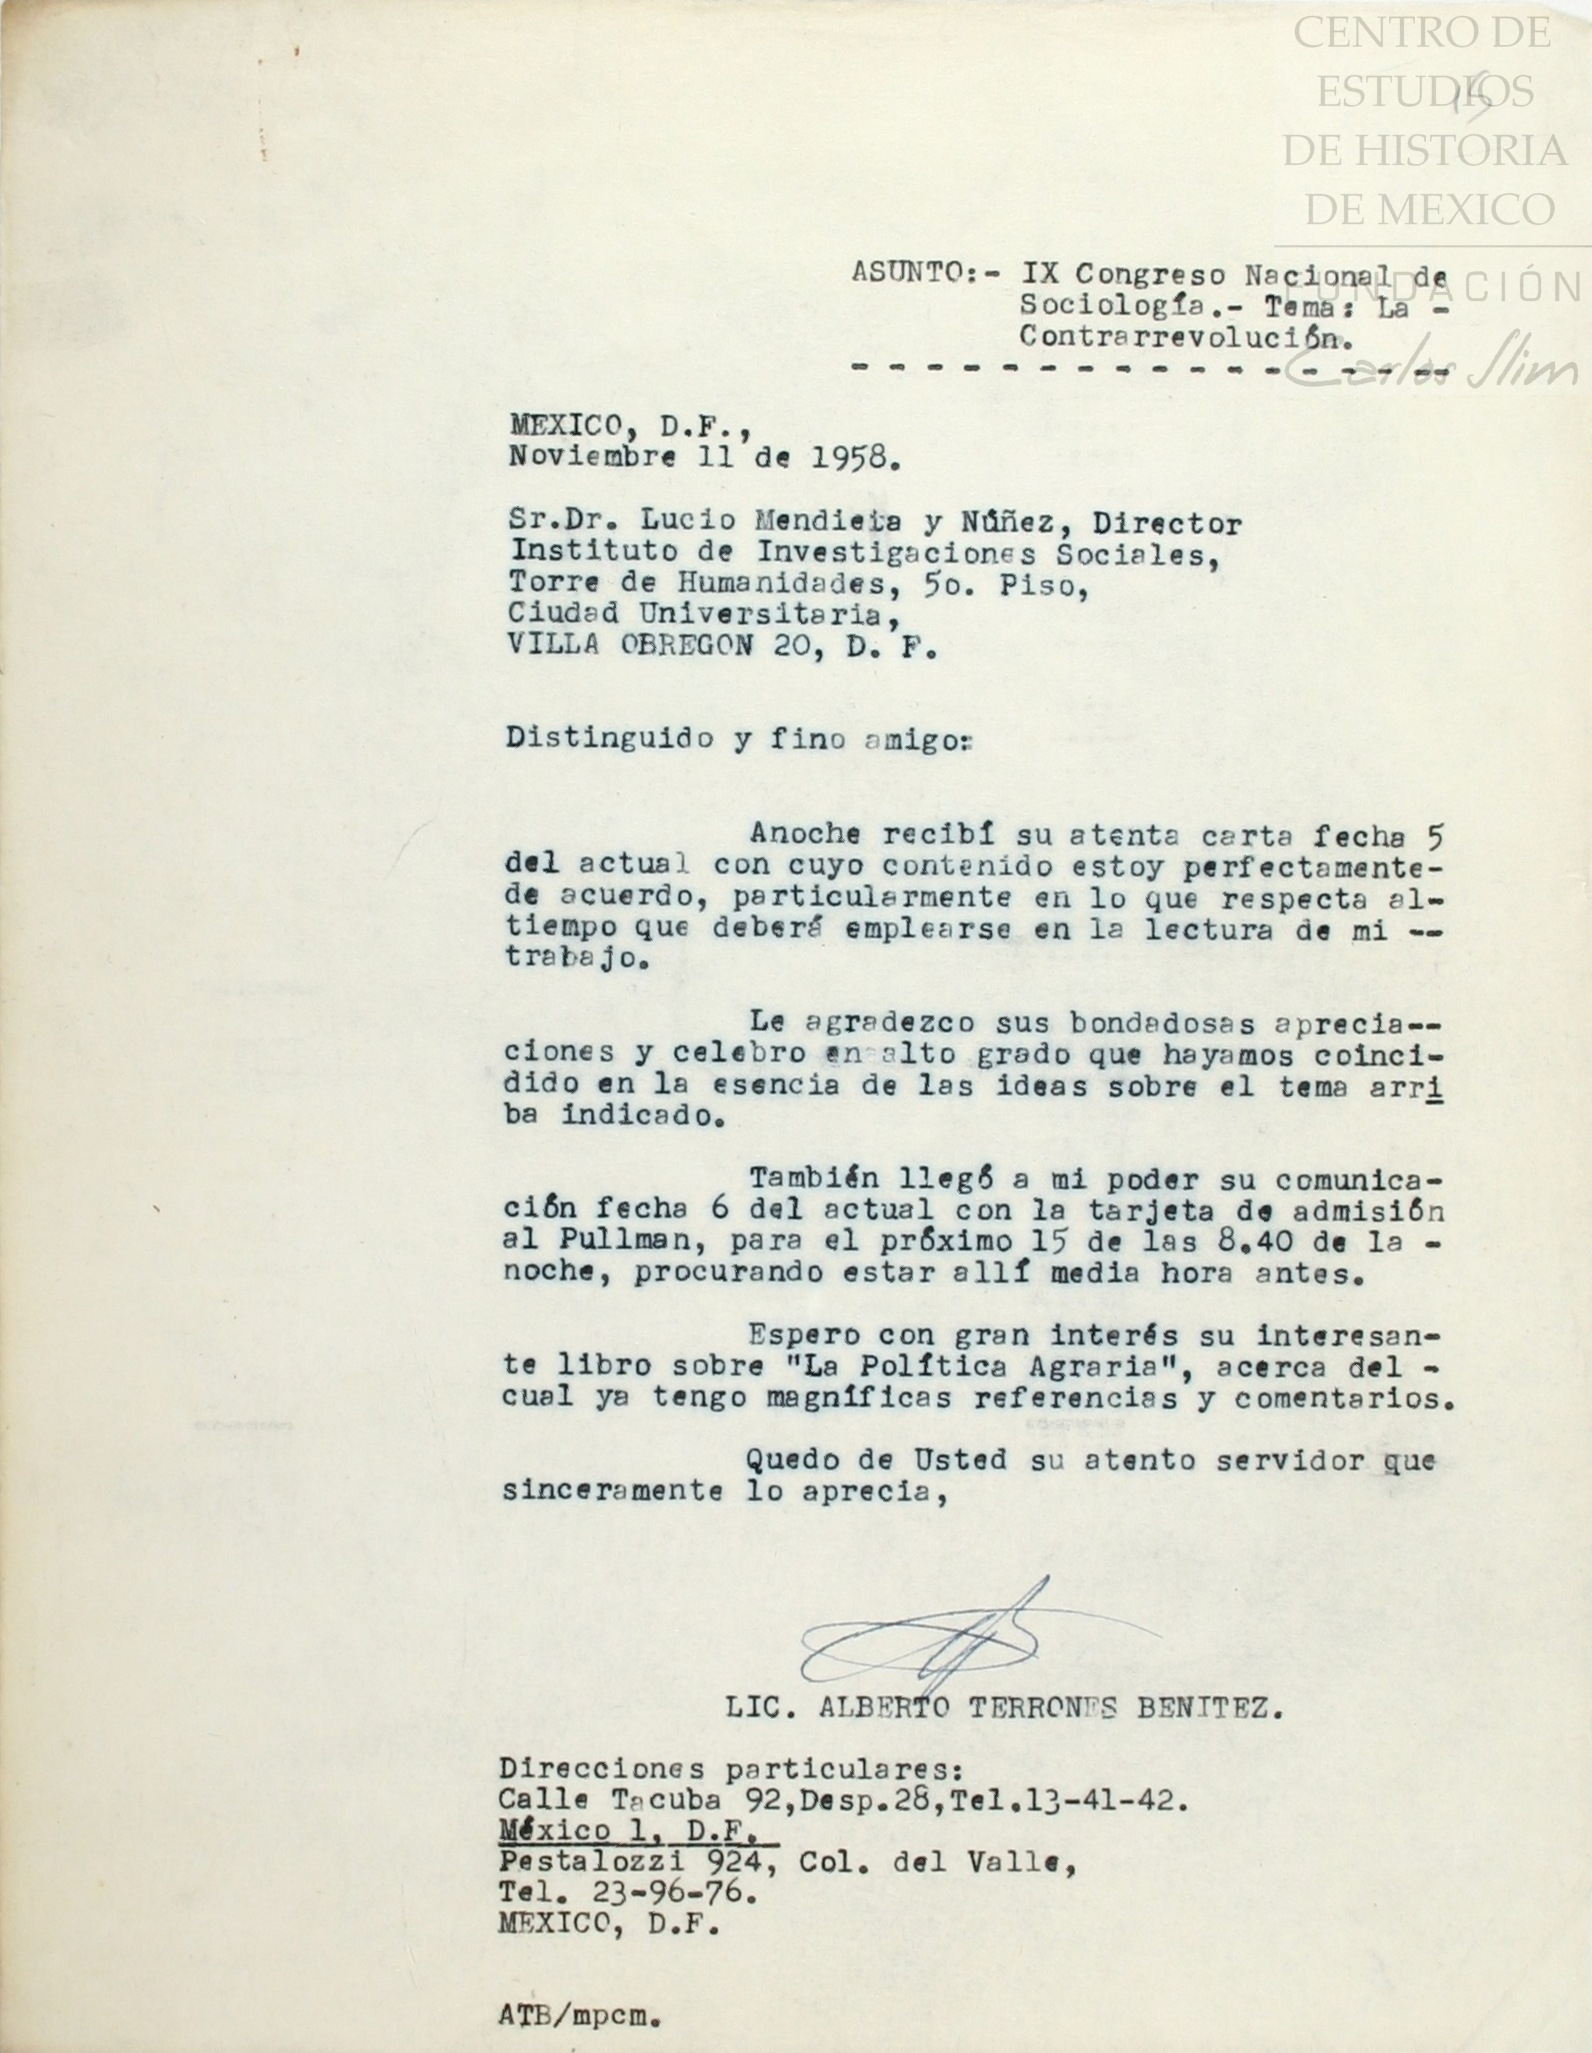 CENTRO DE
ESTUDIOS
DE HISTORIA
DE MEXICO
FUNDACIÓN
Carlos Slim
15
ASUNTO:- IX Congreso Nacional de
Sociología.- Tema: La -
Contrarrevolución.
- - - - - - - - - - - - - - - -
MEXICO, D.F.,
Noviembre 11 de 1958.
Sr.Dr. Lucio Mendieta y Núñez, Director
Instituto de Investigaciones Sociales,
Torre de Humanidades, 5o. Piso,
Ciudad Universitaria,
VILLA OBREGON 20, D. F.
Distinguido y fino amigo:
Anoche recibí su atenta carta fecha 5
del actual con cuyo contenido estoy perfectamente-
de acuerdo, particularmente en lo que respecta al-
tiempo que deberá emplearse en la lectura de mi --
trabajo.
Le agradezco sus bondadosas aprecia--
ciones y celebro en alto grado que hayamos coinci-
dido en la esencia de las ideas sobre el tema arri
ba indicado.
También llegó a mi poder su comunica-
ción fecha 6 del actual con la tarjeta de admisión
al Pullman, para el próximo 15 de las 8.40 de la -
noche, procurando estar allí media hora antes.
Espero con gran interés su interesan-
te libro sobre "La Política Agraria", acerca del -
cual ya tengo magníficas referencias y comentarios.
Quedo de Usted su atento servidor que
sinceramente lo aprecia,
LIC. ALBERTO TERRONES BENITEZ.
Direcciones particulares:
Calle Tacuba 92,Desp.28,Tel.13-41-42.
México 1, D.F.
Pestalozzi 924, Col. del Valle,
Tel. 23-96-76.
MEXICO, D.F.
ATB/mpcm.